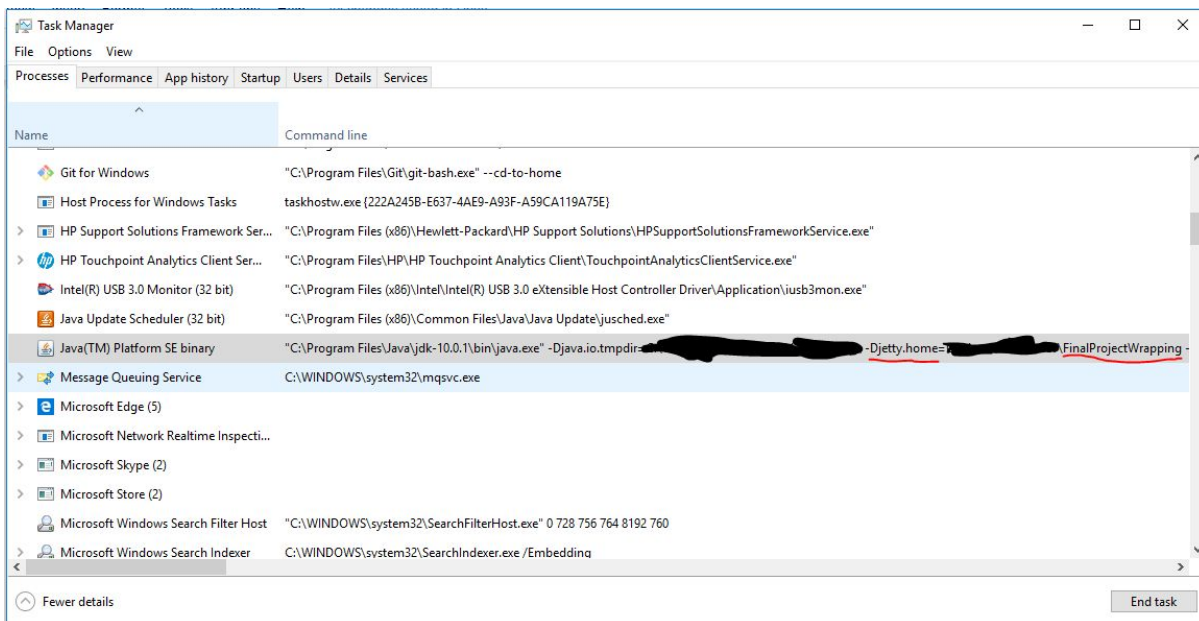 Task Manager
File Options View
Processes Performance App history Startup Users Details Services
Name Command line
Git for Windows "C:\Program Files\Git\git-bash.exe" --cd-to-home
Host Process for Windows Tasks taskhostw.exe {222A245B-E637-4AE9-A93F-A59CA119A75E}
HP Support Solutions Framework Ser... "C:\Program Files (x86)\Hewlett-Packard\HP Support Solutions\HPSupportSolutionsFrameworkService.exe"
HP Touchpoint Analytics Client Ser... "C:\Program Files\HP\HP Touchpoint Analytics Client\TouchpointAnalyticsClientService.exe"
Intel(R) USB 3.0 Monitor (32 bit) "C:\Program Files (x86)\Intel\Intel(R) USB 3.0 eXtensible Host Controller Driver\Application\iusb3mon.exe"
Java Update Scheduler (32 bit) "C:\Program Files (x86)\Common Files\Java\Java Update\jusched.exe"
Java(TM) Platform SE binary "C:\Program Files\Java\jdk-10.0.1\bin\java.exe" -Djava.io.tmpdir= -Djetty.home= \FinalProjectWrapping -
Message Queuing Service C:\WINDOWS\system32\mqsvc.exe
Microsoft Edge (5)
Microsoft Network Realtime Inspecti...
Microsoft Skype (2)
Microsoft Store (2)
Microsoft Windows Search Filter Host "C:\WINDOWS\system32\SearchFilterHost.exe" 0 728 756 764 8192 760
Microsoft Windows Search Indexer C:\WINDOWS\system32\SearchIndexer.exe /Embedding
Fewer details End task